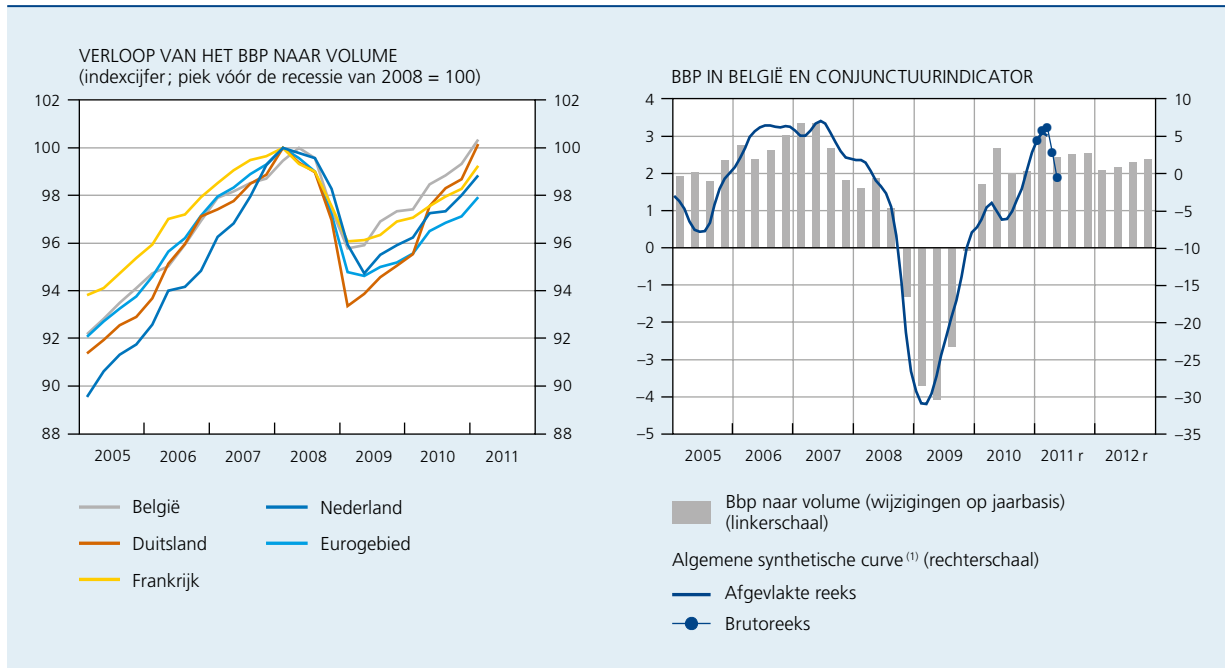 VERLOOP VAN HET BBP NAAR VOLUME
(indexcijfer; piek vóór de recessie van 2008 = 100)
102 102
100 100
98 98
96 96
94 94
92 92
90 90
88 88
2005 2006 2007 2008 2009 2010 2011
België
Duitsland
Frankrijk
Nederland
Eurogebied
BBP IN BELGIË EN CONJUNCTUURINDICATOR
4 10
3 5
2 0
1 –5
0 –10
–1 –15
–2 –20
–3 –25
–4 –30
–5 –35
2005 2006 2007 2008 2009 2010 2011 r 2012 r
Bbp naar volume (wijzigingen op jaarbasis)
(linkerschaal)
Algemene synthetische curve (1) (rechterschaal)
Afgevlakte reeks
Brutoreeks